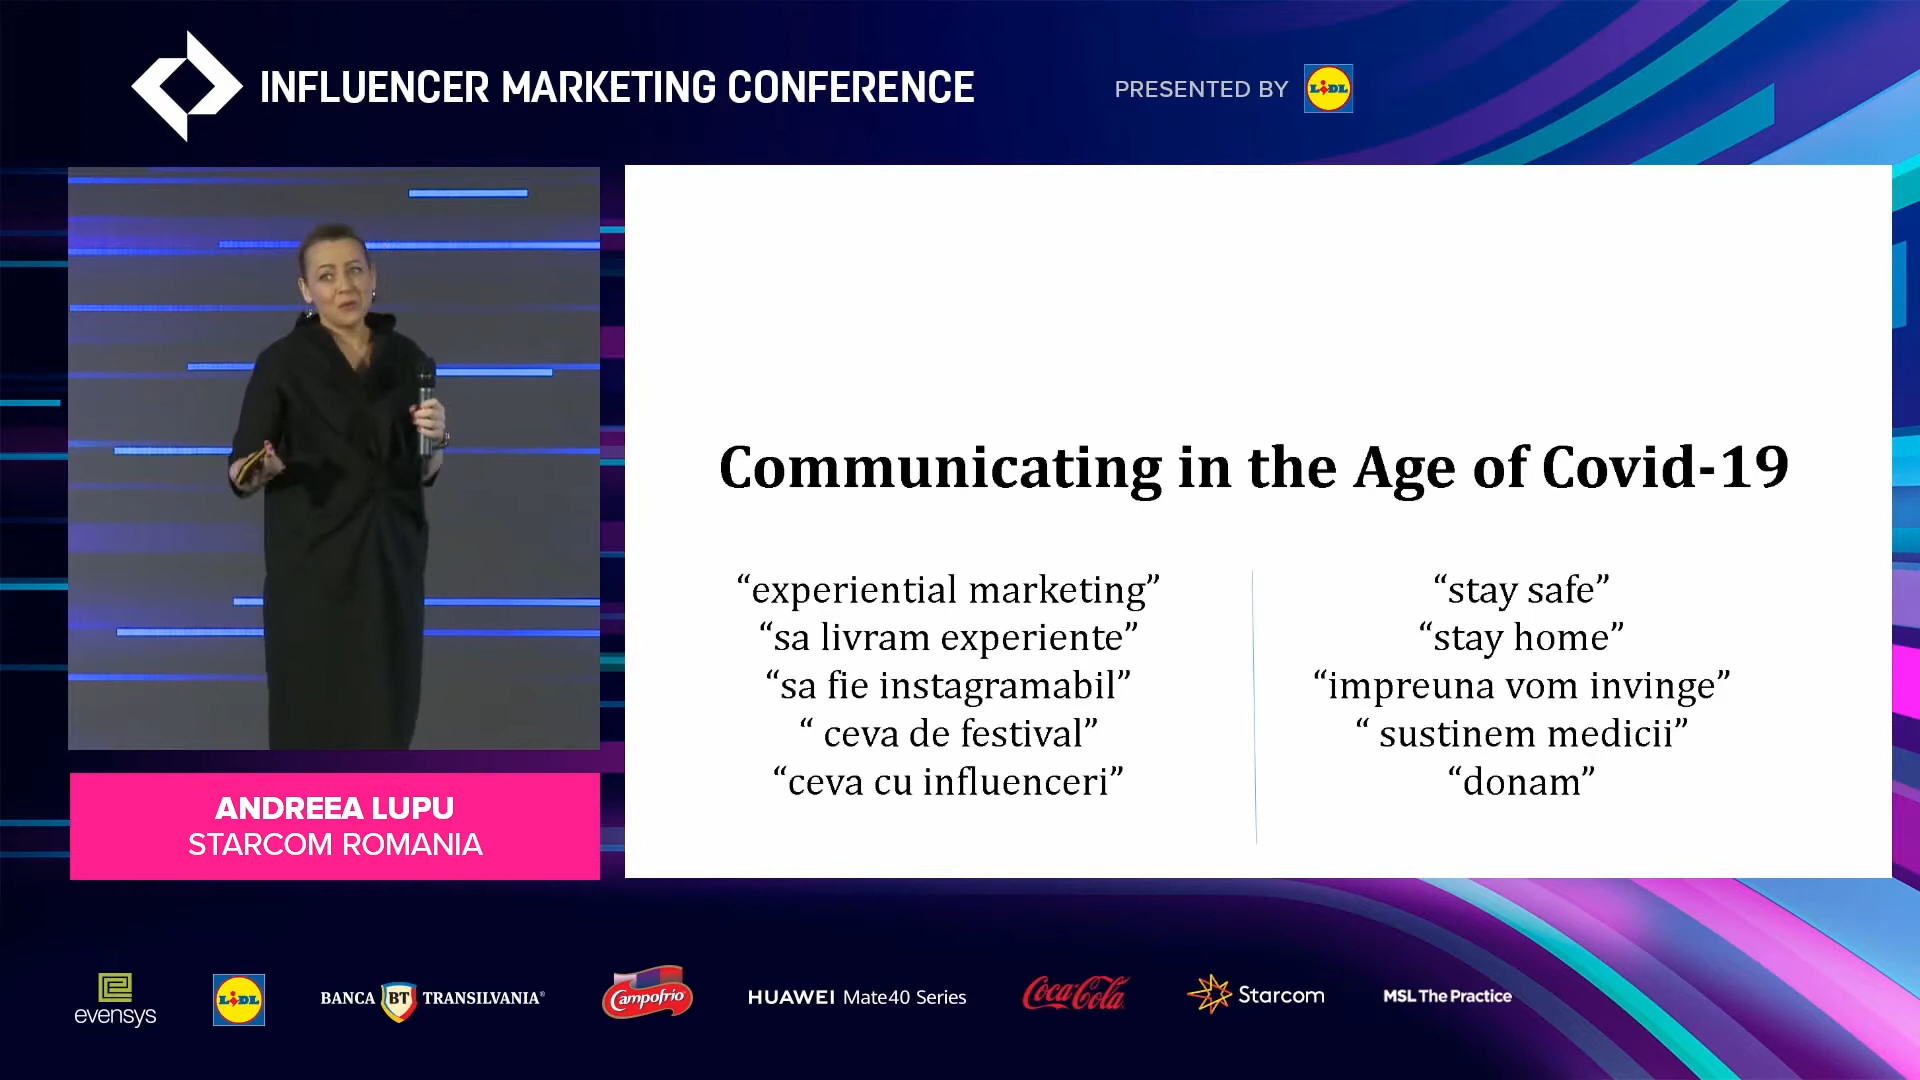 INFLUENCER MARKETING CONFERENCE
PRESENTED BY
LIDL
Communicating in the Age of Covid-19
“experiential marketing”
“sa livram experiente”
“sa fie instagramabil”
“ ceva de festival”
“ceva cu influenceri”
“stay safe”
“stay home”
“impreuna vom invinge”
“ sustinem medicii”
“donam”
ANDREEA LUPU
STARCOM ROMANIA
evensys
LIDL
BANCA BT TRANSILVANIA®
Campofrio
HUAWEI Mate40 Series
Coca-Cola
Starcom
MSL The Practice